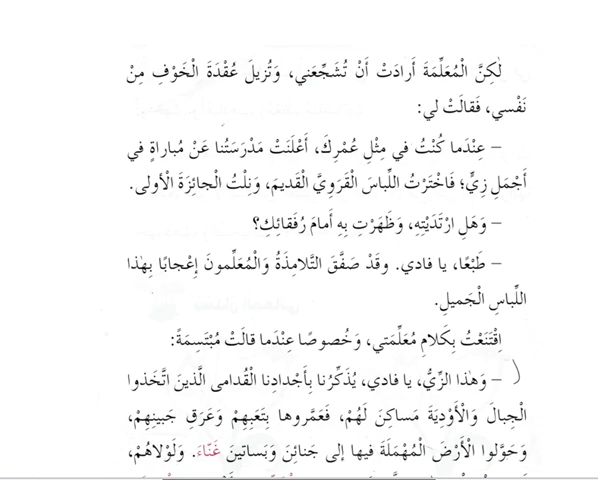 لٰكِنَّ الْمُعَلِّمَةَ أَرادَتْ أَنْ تُشَجِّعَني، وَتُزيلَ عُقْدَةَ الْخَوْفِ مِنْ
نَفْسي، فَقالَتْ لي:
– عِنْدَما كُنْتُ في مِثْلِ عُمْرِكَ، أَعْلَنَتْ مَدْرَسَتُنا عَنْ مُباراةٍ في
أَجْمَلِ زِيٍّ؛ فَاخْتَرْتُ اللِّباسَ الْقَرَوِيَّ الْقَديمَ، وَنِلْتُ الْجائِزَةَ الْأولى.
– وَهَلِ ارْتَدَيْتِهِ، وَظَهَرْتِ بِهِ أَمامَ رُفَقائِكِ؟
– طَبْعًا، يا فادي. وَقَدْ صَفَّقَ التَّلامِذَةُ وَالْمُعَلِّمونَ إِعْجابًا بِهٰذا
اللِّباسِ الْجَميلِ.
اِقْتَنَعْتُ بِكَلامِ مُعَلِّمَتي، وَخُصوصًا عِنْدَما قالَتْ مُبْتَسِمَةً:
– وَهٰذا الزِّيُّ، يا فادي، يُذَكِّرُنا بِأَجْدادِنا الْقُدامى الَّذينَ اتَّخَذوا
الْجِبالَ وَالْأَوْدِيَةَ مَساكِنَ لَهُمْ، فَعَمَّروها بِتَعَبِهِمْ وَعَرَقِ جَبينِهِمْ،
وَحَوَّلوا الْأَرْضَ الْمُهْمَلَةَ فيها إلى جَنائِنَ وَبَساتينَ غَنّاءَ. وَلَوْلاهُمْ،